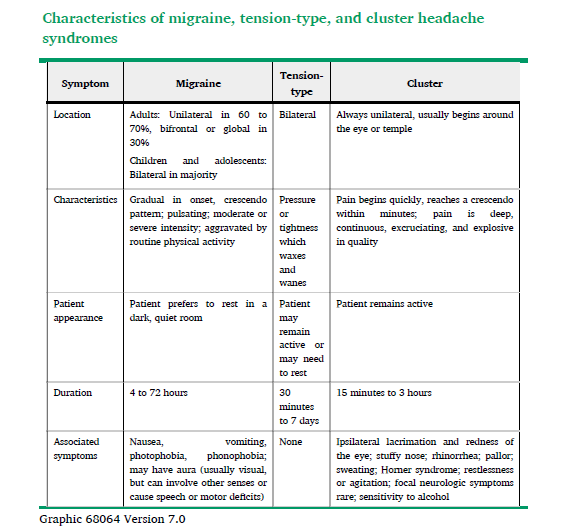 Characteristics of migraine, tension-type, and cluster headache
syndromes
Symptom
Migraine
Tension-
type
Cluster
Location
Adults: Unilateral in 60 to
70%, bifrontal or global in
30%
Children and adolescents:
Bilateral in majority
Bilateral
Always unilateral, usually begins around
the eye or temple
Characteristics
Gradual in onset, crescendo
pattern; pulsating; moderate or
severe intensity; aggravated by
routine physical activity
Pressure
or
tightness
which
waxes
and
wanes
Pain begins quickly, reaches a crescendo
within minutes; pain is deep,
continuous, excruciating, and explosive
in quality
Patient
appearance
Patient prefers to rest in a
dark, quiet room
Patient
may
remain
active or
may need
to rest
Patient remains active
Duration
4 to 72 hours
30
minutes
to 7 days
15 minutes to 3 hours
Associated
symptoms
Nausea, vomiting,
photophobia, phonophobia;
may have aura (usually visual,
but can involve other senses or
cause speech or motor deficits)
None
Ipsilateral lacrimation and redness of
the eye; stuffy nose; rhinorrhea; pallor;
sweating; Horner syndrome; restlessness
or agitation; focal neurologic symptoms
rare; sensitivity to alcohol
Graphic 68064 Version 7.0